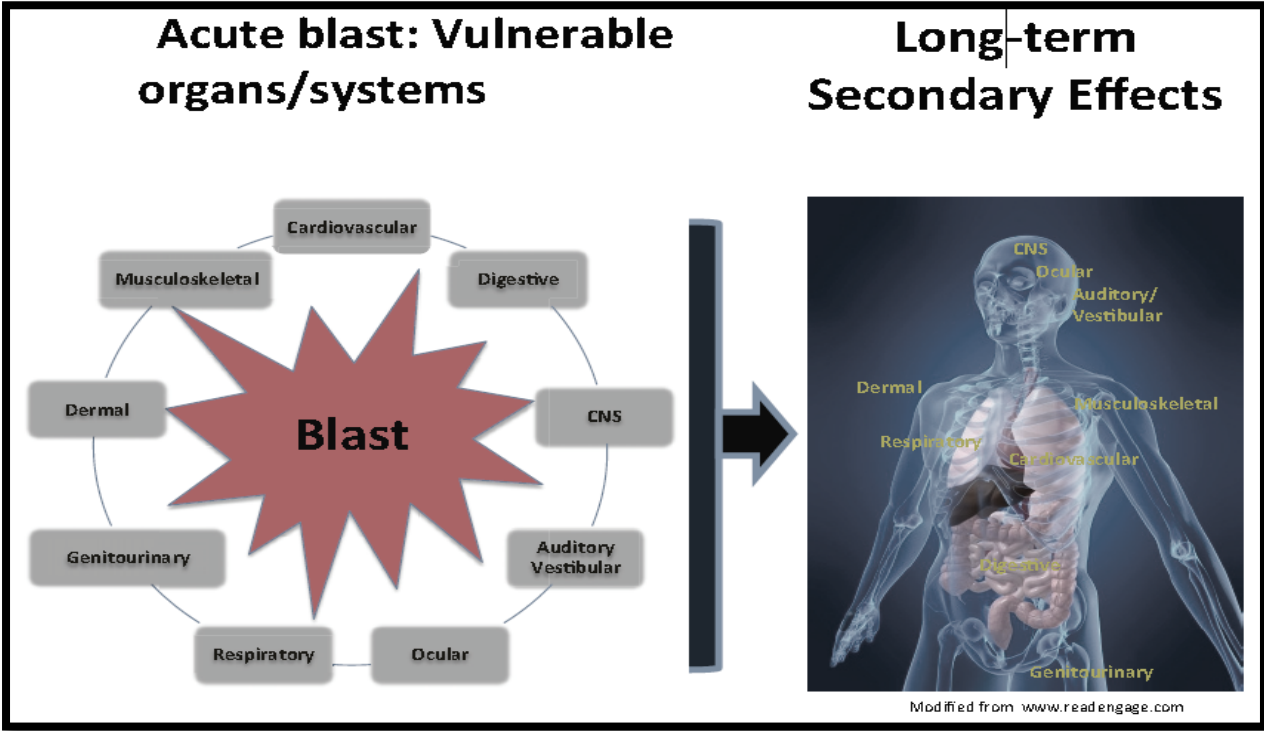 Acute blast: Vulnerable
organs/systems
Long-term
Secondary Effects
Cardiovascular
Musculoskeletal
Digestive
Dermal
CNS
Blast
Genitourinary
Auditory
Vestibular
Respiratory
Ocular
CNS
Ocular
Auditory/
Vestibular
Dermal
Musculoskeletal
Respiratory
Cardiovascular
Digestive
Genitourinary
Modified from www.readengage.com